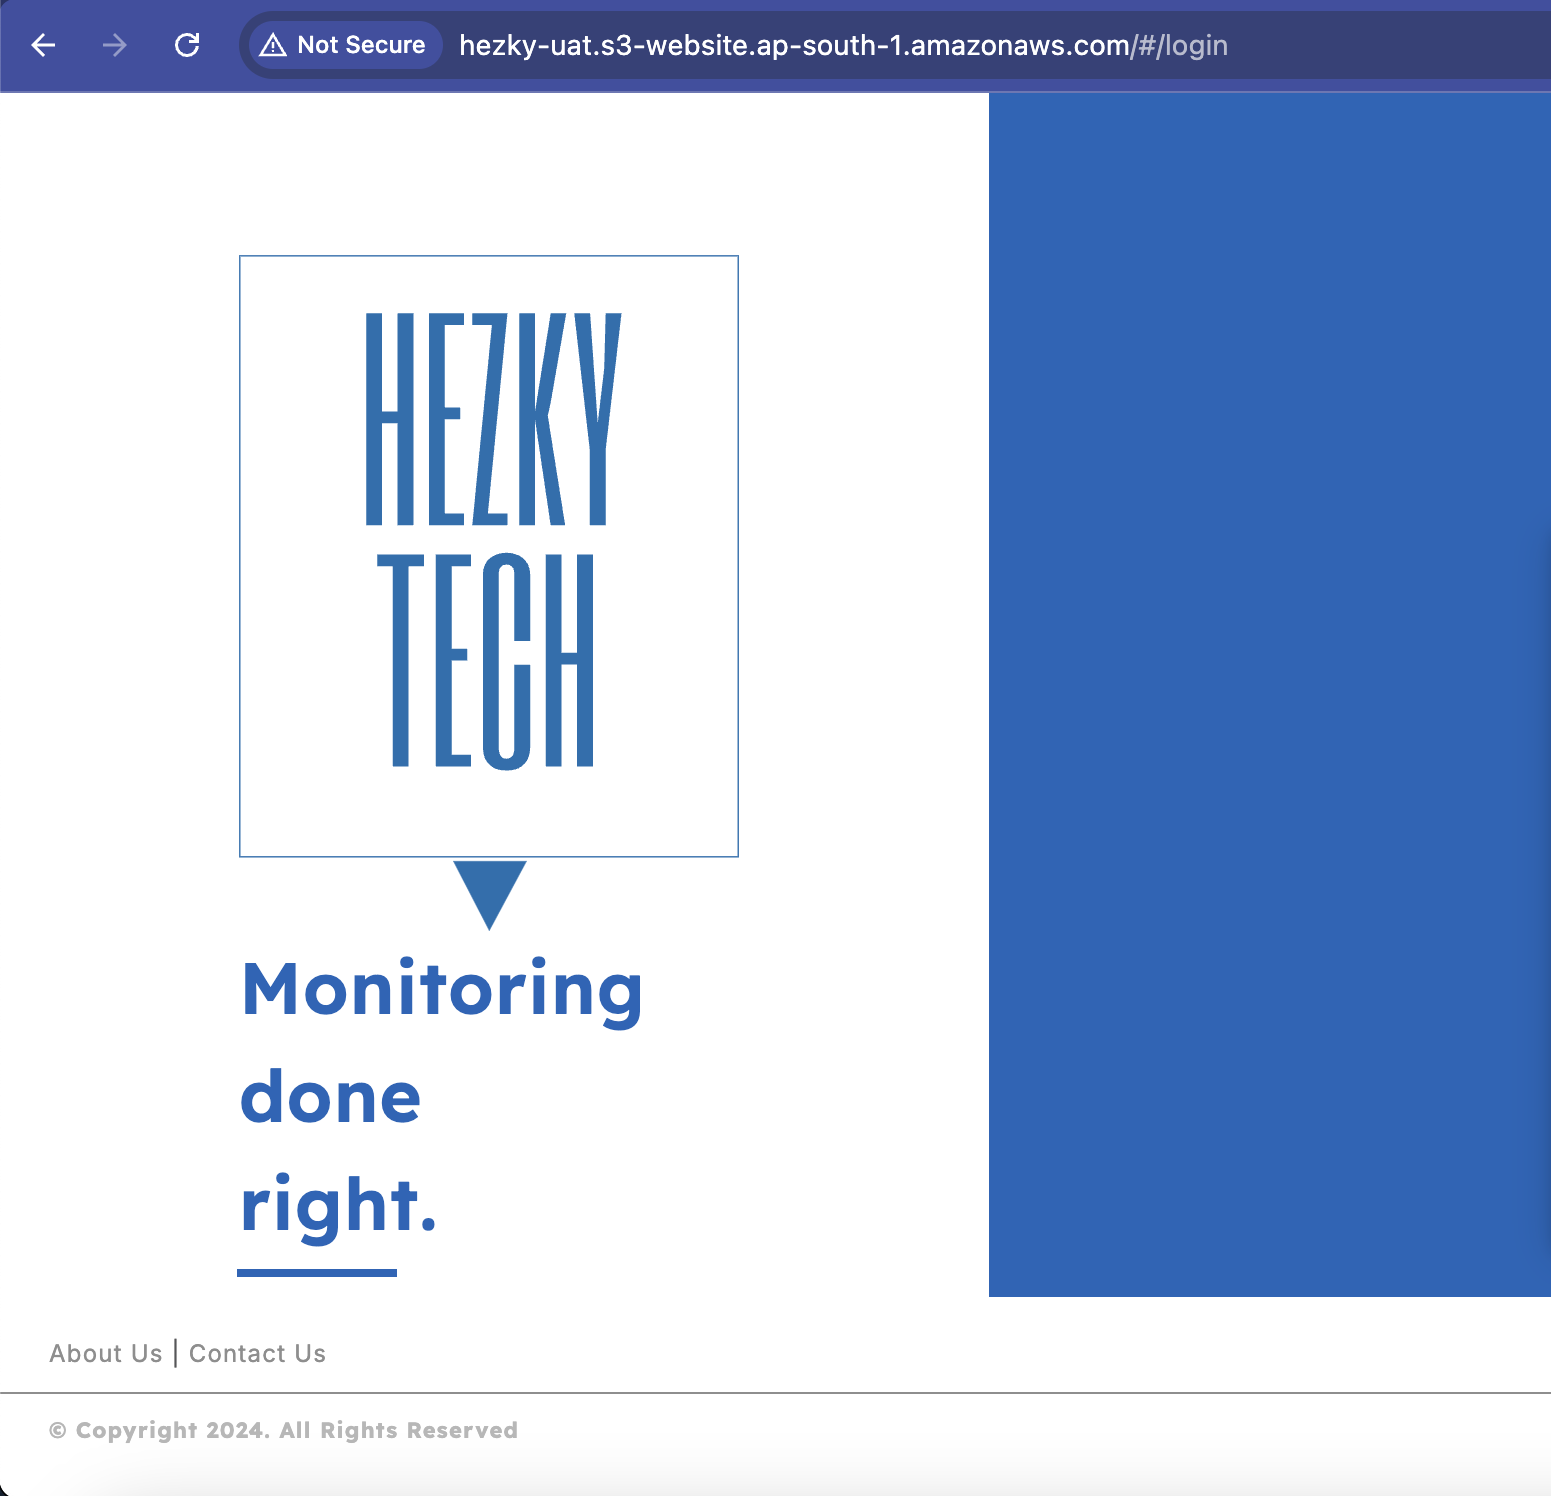 Not Secure hezky-uat.s3-website.ap-south-1.amazonaws.com/#/login
HEZKY
TECH
Monitoring
done
right.
About Us | Contact Us
© Copyright 2024. All Rights Reserved